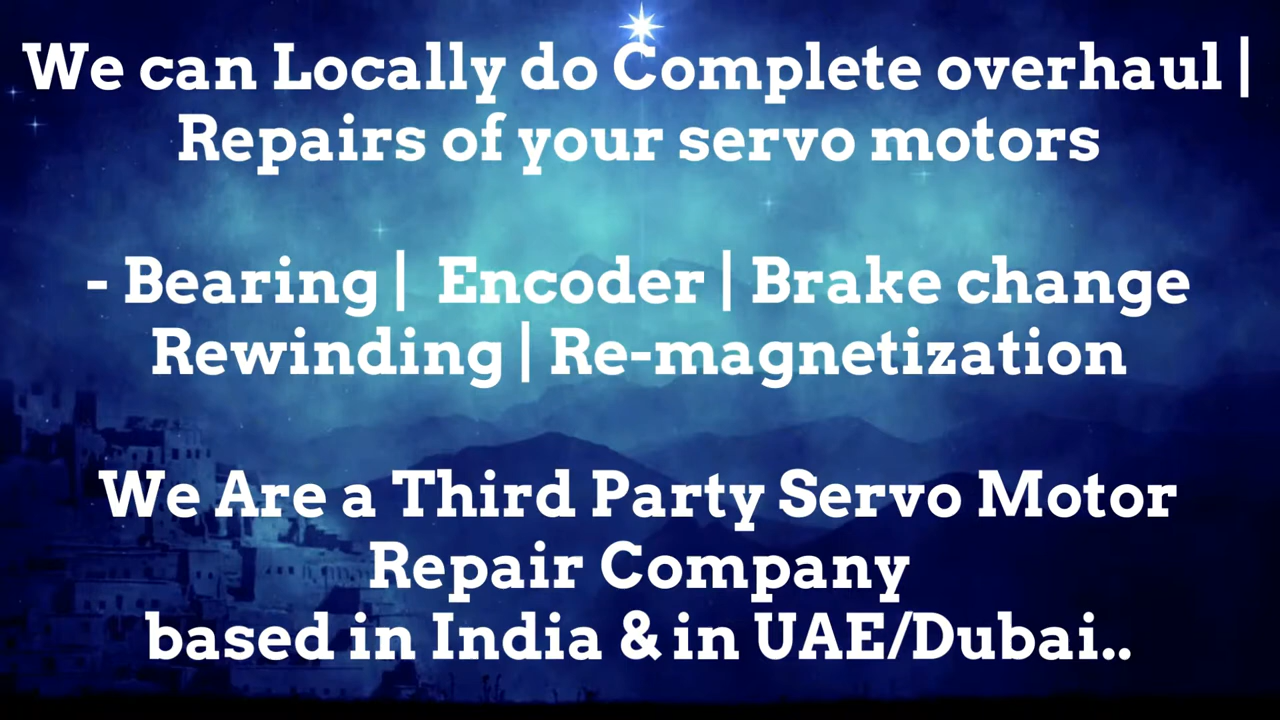 We can Locally do Complete overhaul |
Repairs of your servo motors
- Bearing | Encoder | Brake change
Rewinding | Re-magnetization
We Are a Third Party Servo Motor
Repair Company
based in India & in UAE/Dubai..